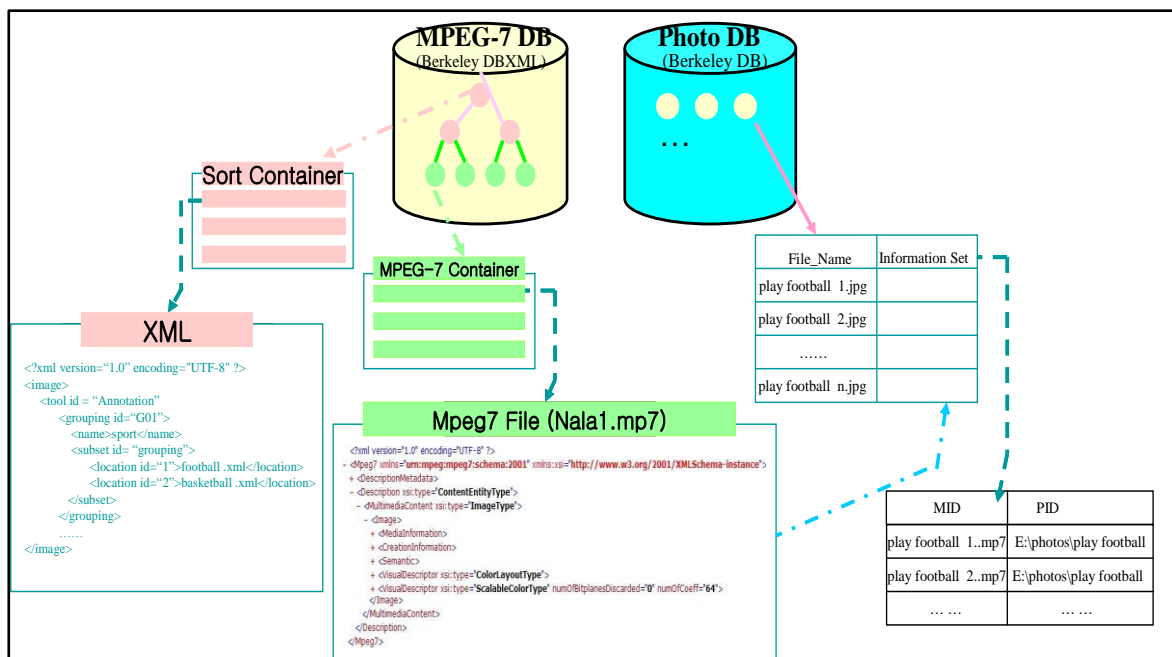 MPEG-7 DB
(Berkeley DBXML)
Photo DB
(Berkeley DB)
...
Sort Container
MPEG-7 Container
File_Name Information Set
play football 1.jpg
play football 2.jpg
......
play football n.jpg
XML
<?xml version=“1.0” encoding="UTF-8" ?>
<image>
<tool id = “Annotation”
<grouping id=“G01”>
<name>sport</name>
<subset id= “grouping”>
<location id=“1”>football .xml</location>
<location id=“2”>basketball .xml</location>
</subset>
</grouping>
......
</image>
Mpeg7 File (Nala1.mp7)
<?xml version="1.0" encoding="UTF-8" ?>
- <Mpeg7 xmlns="urn:mpeg:mpeg7:schema:2001" xmlns:xsi="http://www.w3.org/2001/XMLSchema-instance">
+ <DescriptionMetadata>
- <Description xsi:type="ContentEntityType">
- <MultimediaContent xsi:type="ImageType">
- <Image>
+ <MediaInformation>
+ <CreationInformation>
+ <Semantic>
+ <VisualDescriptor xsi:type="ColorLayoutType">
+ <VisualDescriptor xsi:type="ScalableColorType" numOfBitplanesDiscarded="0" numOfCoeff="64">
</Image>
</MultimediaContent>
</Description>
</Mpeg7>
MID PID
play football 1..mp7 E:\photos\play football
play football 2..mp7 E:\photos\play football
... ... ... ...